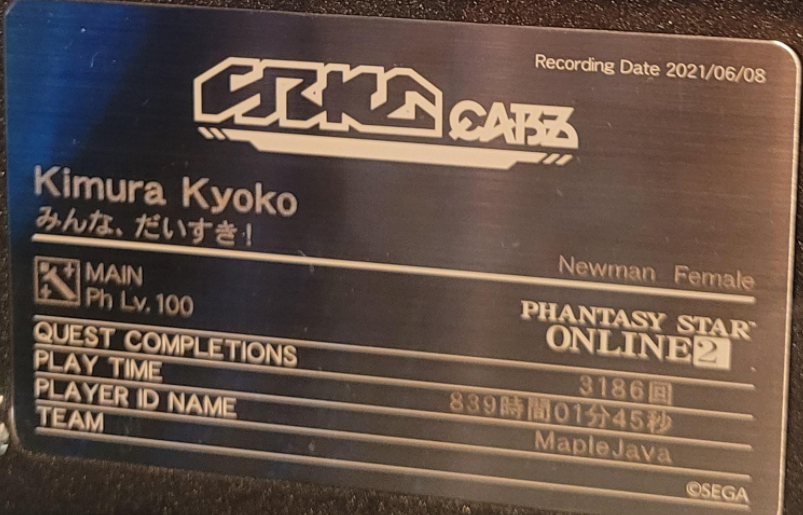 Recording Date 2021/06/08
ARKS CARD
Kimura Kyoko
みんな、だいすき!
Newman Female
MAIN
Ph Lv.100
PHANTASY STAR
ONLINE2
QUEST COMPLETIONS 3186回
PLAY TIME 839時間01分45秒
PLAYER ID NAME MapleJava
TEAM
©SEGA